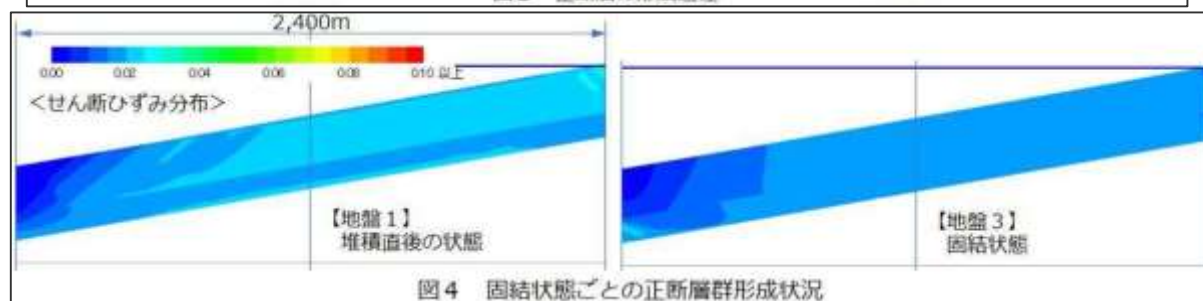 2,400m
0.00 0.02 0.04 0.06 0.08 0.10 以上
<せん断ひずみ分布>
【地盤1】
堆積直後の状態
【地盤3】
固結状態
図4 固結状態ごとの正断層群形成状況